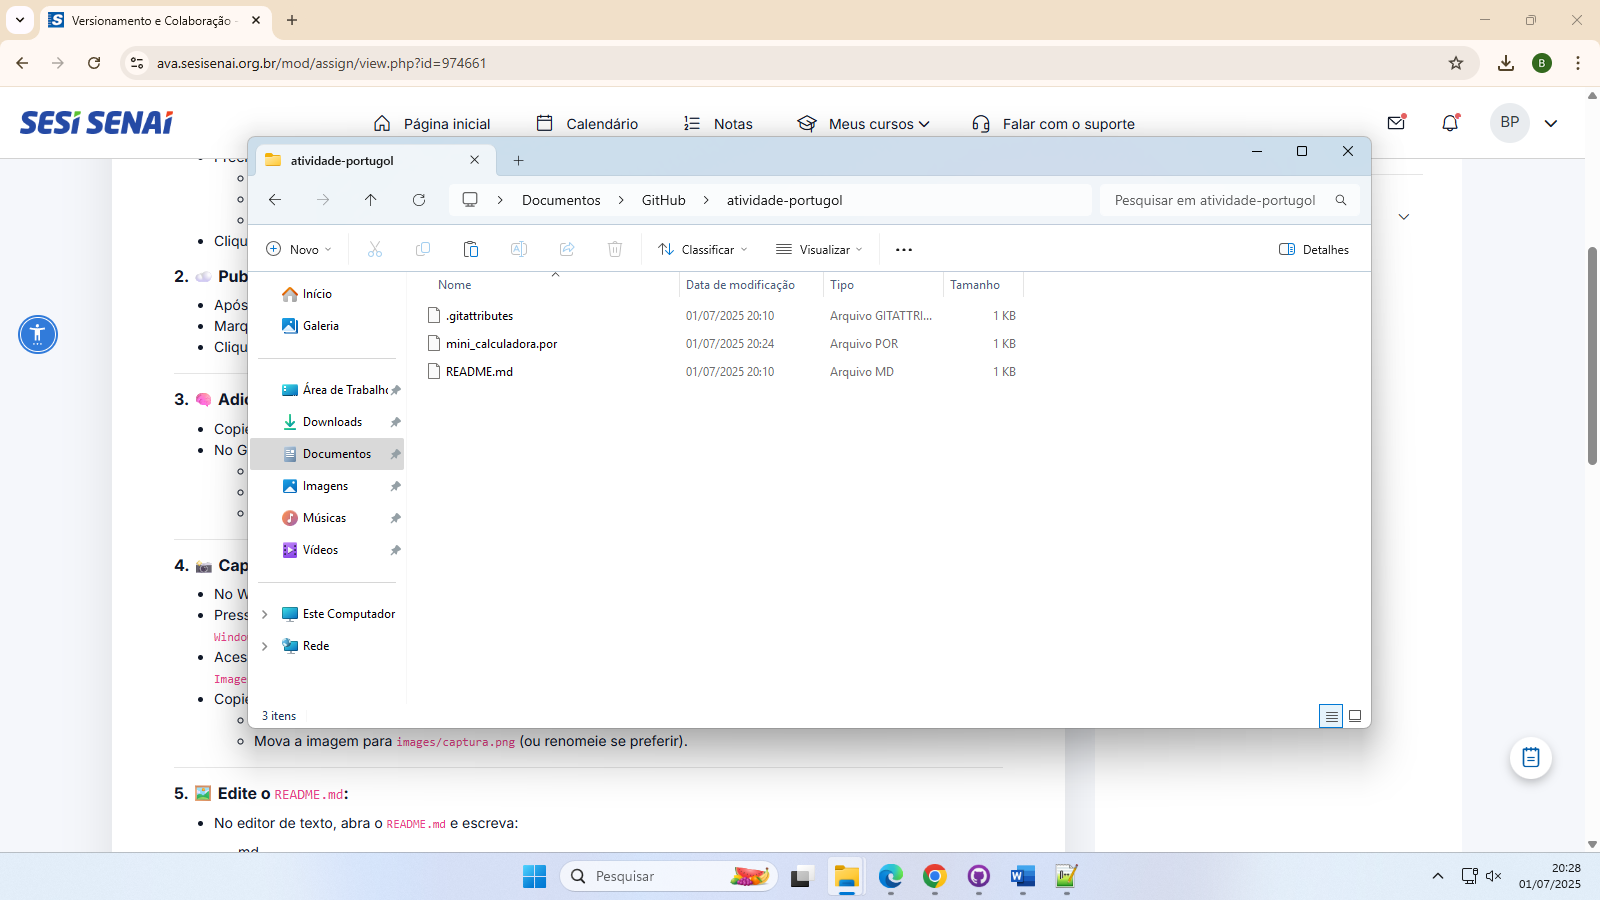 Versionamento e Colaboração
ava.sesisenai.org.br/mod/assign/view.php?id=974661
B
SESI SENAI
Página inicial
Calendário
Notas
Meus cursos
Falar com o suporte
BP
atividade-portugol
Documentos
GitHub
atividade-portugol
Pesquisar em atividade-portugol
Novo
Classificar
Visualizar
Detalhes
Início
Galeria
Área de Trabalho
Downloads
Documentos
Imagens
Músicas
Vídeos
Este Computador
Rede
Nome
Data de modificação
Tipo
Tamanho
.gitattributes
01/07/2025 20:10
Arquivo GITATTRI...
1 KB
mini_calculadora.por
01/07/2025 20:24
Arquivo POR
1 KB
README.md
01/07/2025 20:10
Arquivo MD
1 KB
3 itens
Cliqu
2. Pub
Após
Marq
Cliqu
3. Adic
Copie
No G
4. Cap
No W
Press
Windo
Aces
Image
Copie
Mova a imagem para images/captura.png (ou renomeie se preferir).
5. Edite o README.md:
No editor de texto, abra o README.md e escreva:
md
Pesquisar
20:28
01/07/2025